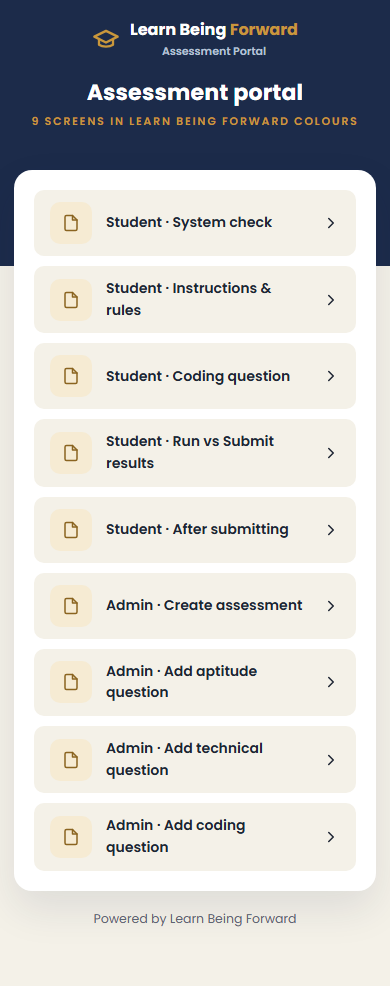 Learn Being Forward
Assessment Portal
Assessment portal
9 SCREENS IN LEARN BEING FORWARD COLOURS
Student · System check
Student · Instructions &
rules
Student · Coding question
Student · Run vs Submit
results
Student · After submitting
Admin · Create assessment
Admin · Add aptitude
question
Admin · Add technical
question
Admin · Add coding
question
Powered by Learn Being Forward